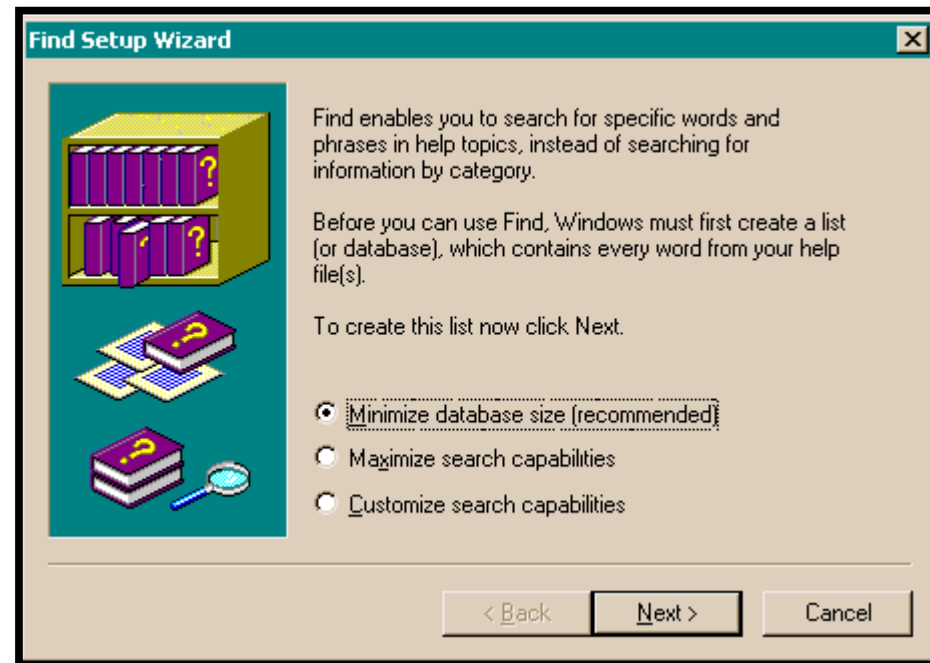 Find Setup Wizard
Find enables you to search for specific words and
phrases in help topics, instead of searching for
information by category.
Before you can use Find, Windows must first create a list
(or database), which contains every word from your help
file(s).
To create this list now click Next.
Minimize database size (recommended)
Maximize search capabilities
Customize search capabilities
< Back Next > Cancel